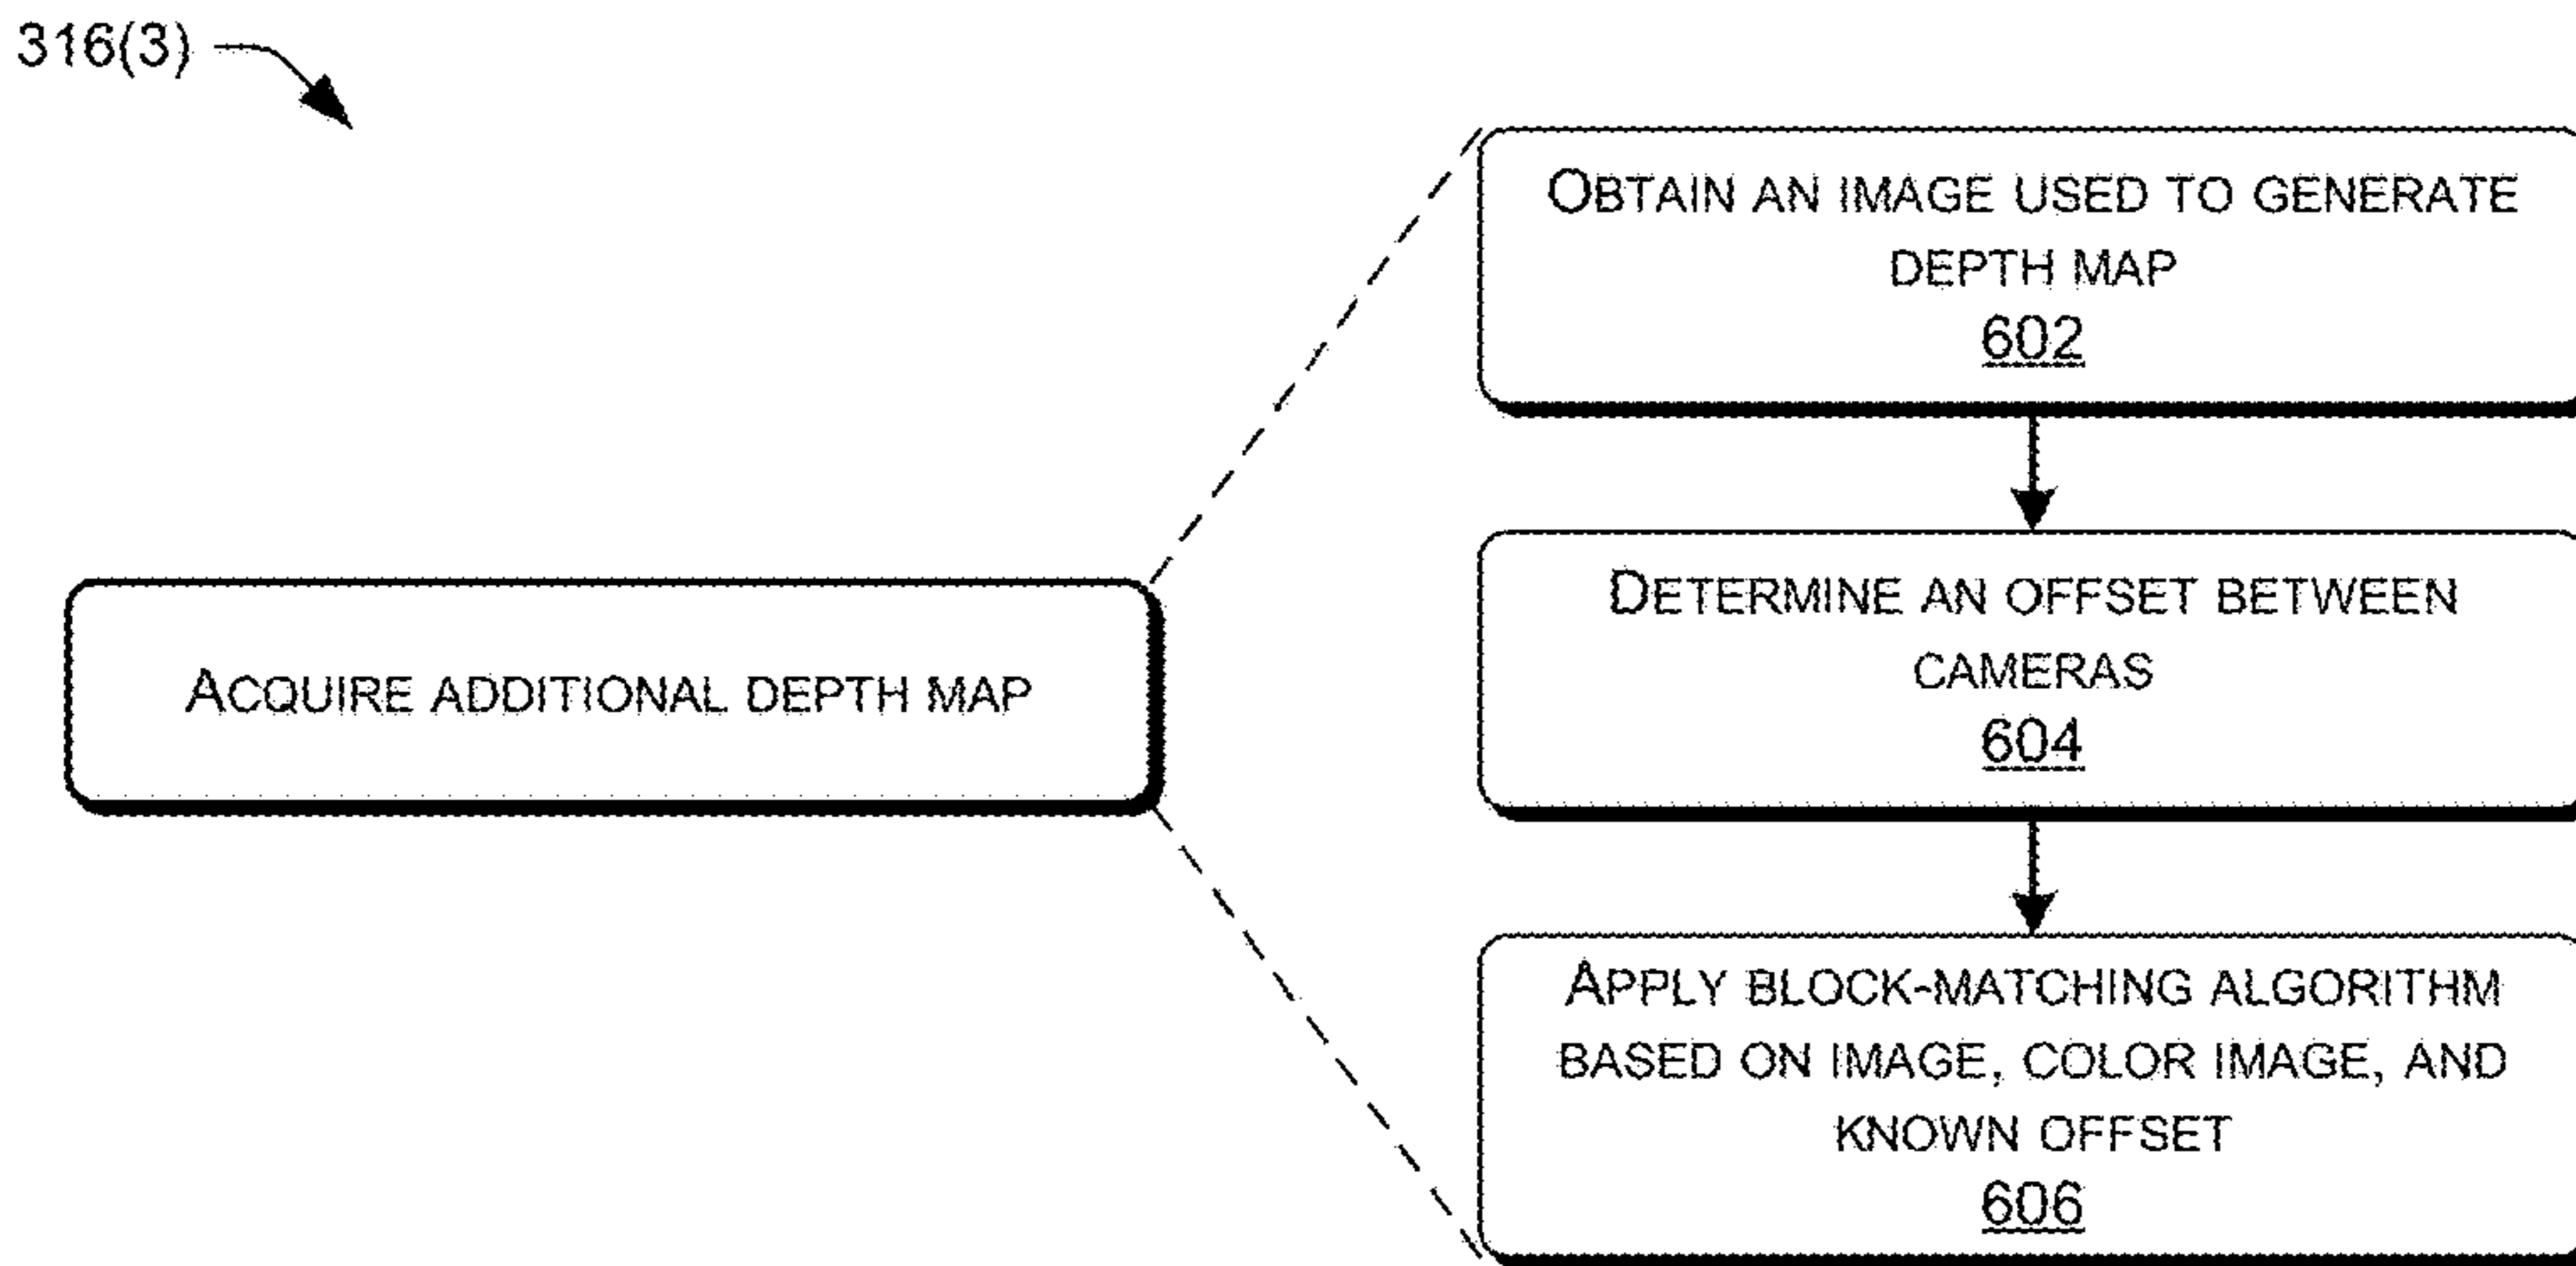 316(3)
OBTAIN AN IMAGE USED TO GENERATE
DEPTH MAP
602
DETERMINE AN OFFSET BETWEEN
CAMERAS
604
ACQUIRE ADDITIONAL DEPTH MAP
APPLY BLOCK-MATCHING ALGORITHM
BASED ON IMAGE, COLOR IMAGE, AND
KNOWN OFFSET
606